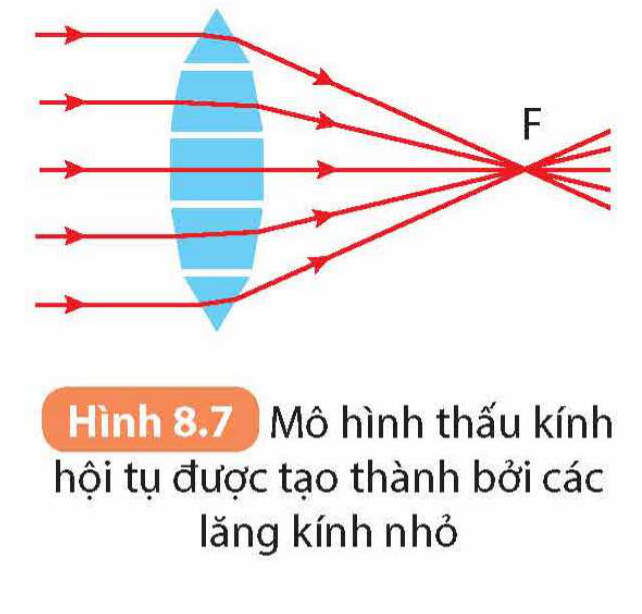 F
Hình 8.7 Mô hình thấu kính
hội tụ được tạo thành bởi các
lăng kính nhỏ